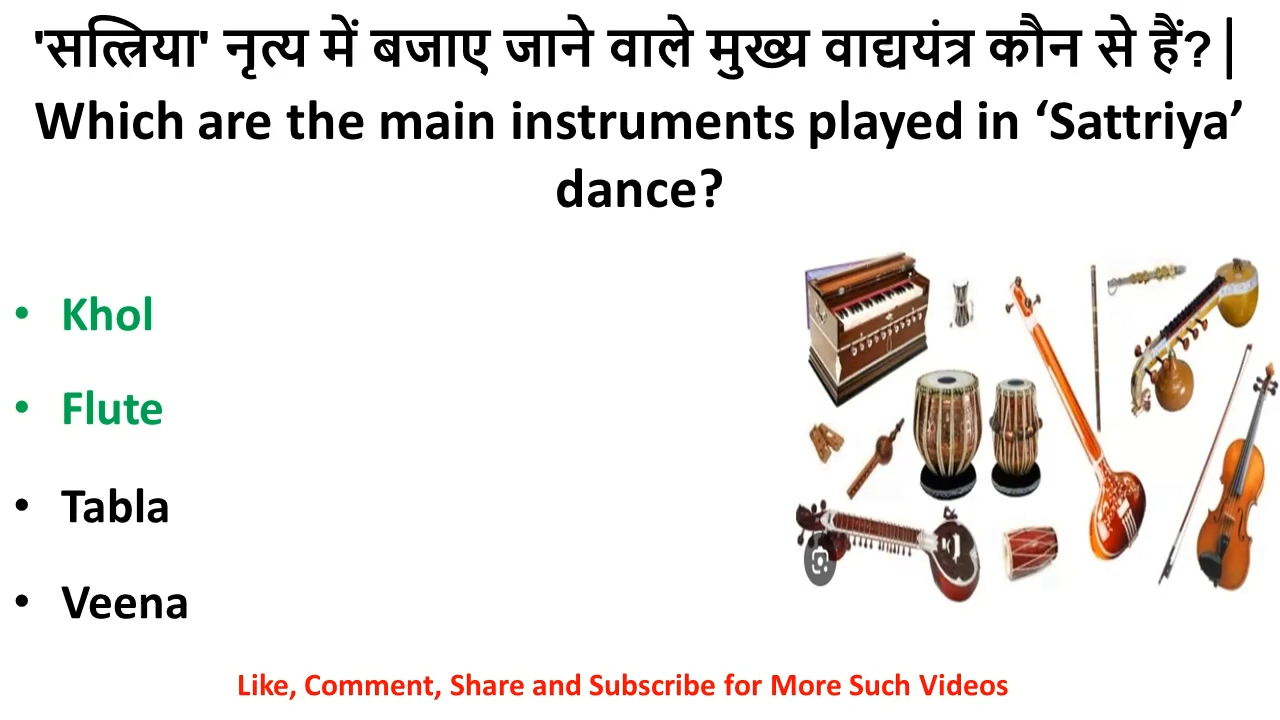 'सत्त्रिया' नृत्य में बजाए जाने वाले मुख्य वाद्ययंत्र कौन से हैं?|
Which are the main instruments played in ‘Sattriya’
dance?
• Khol
• Flute
• Tabla
• Veena
Like, Comment, Share and Subscribe for More Such Videos